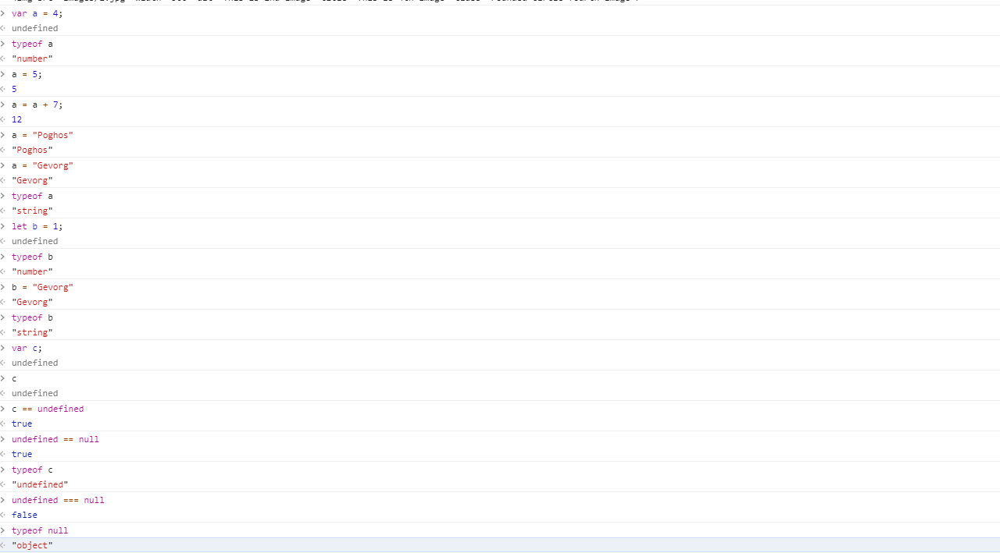 var a = 4;
undefined
typeof a
"number"
a = 5;
5
a = a + 7;
12
a = "Poghos"
"Poghos"
a = "Gevorg"
"Gevorg"
typeof a
"string"
let b = 1;
undefined
typeof b
"number"
b = "Gevorg"
"Gevorg"
typeof b
"string"
var c;
undefined
c
undefined
c == undefined
true
undefined == null
true
typeof c
"undefined"
undefined === null
false
typeof null
"object"